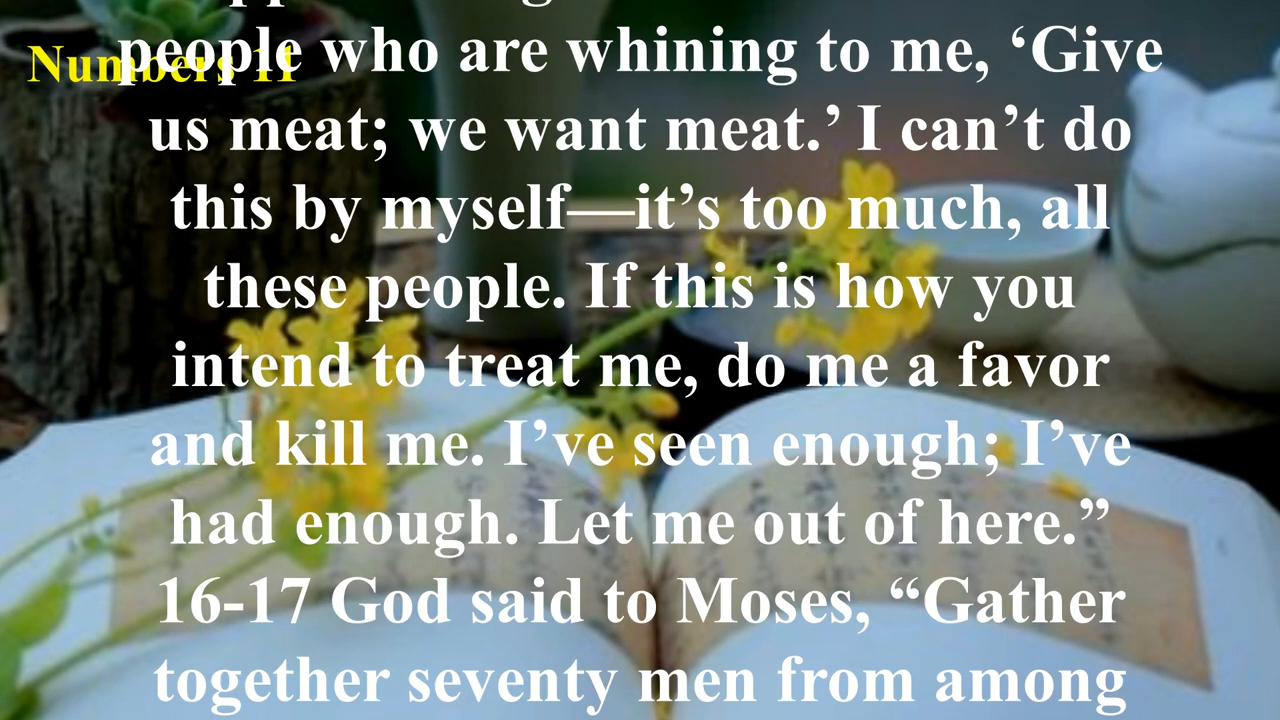 Numbers 11
people who are whining to me, ‘Give
us meat; we want meat.’ I can’t do
this by myself—it’s too much, all
these people. If this is how you
intend to treat me, do me a favor
and kill me. I’ve seen enough; I’ve
had enough. Let me out of here.”
16-17 God said to Moses, “Gather
together seventy men from among